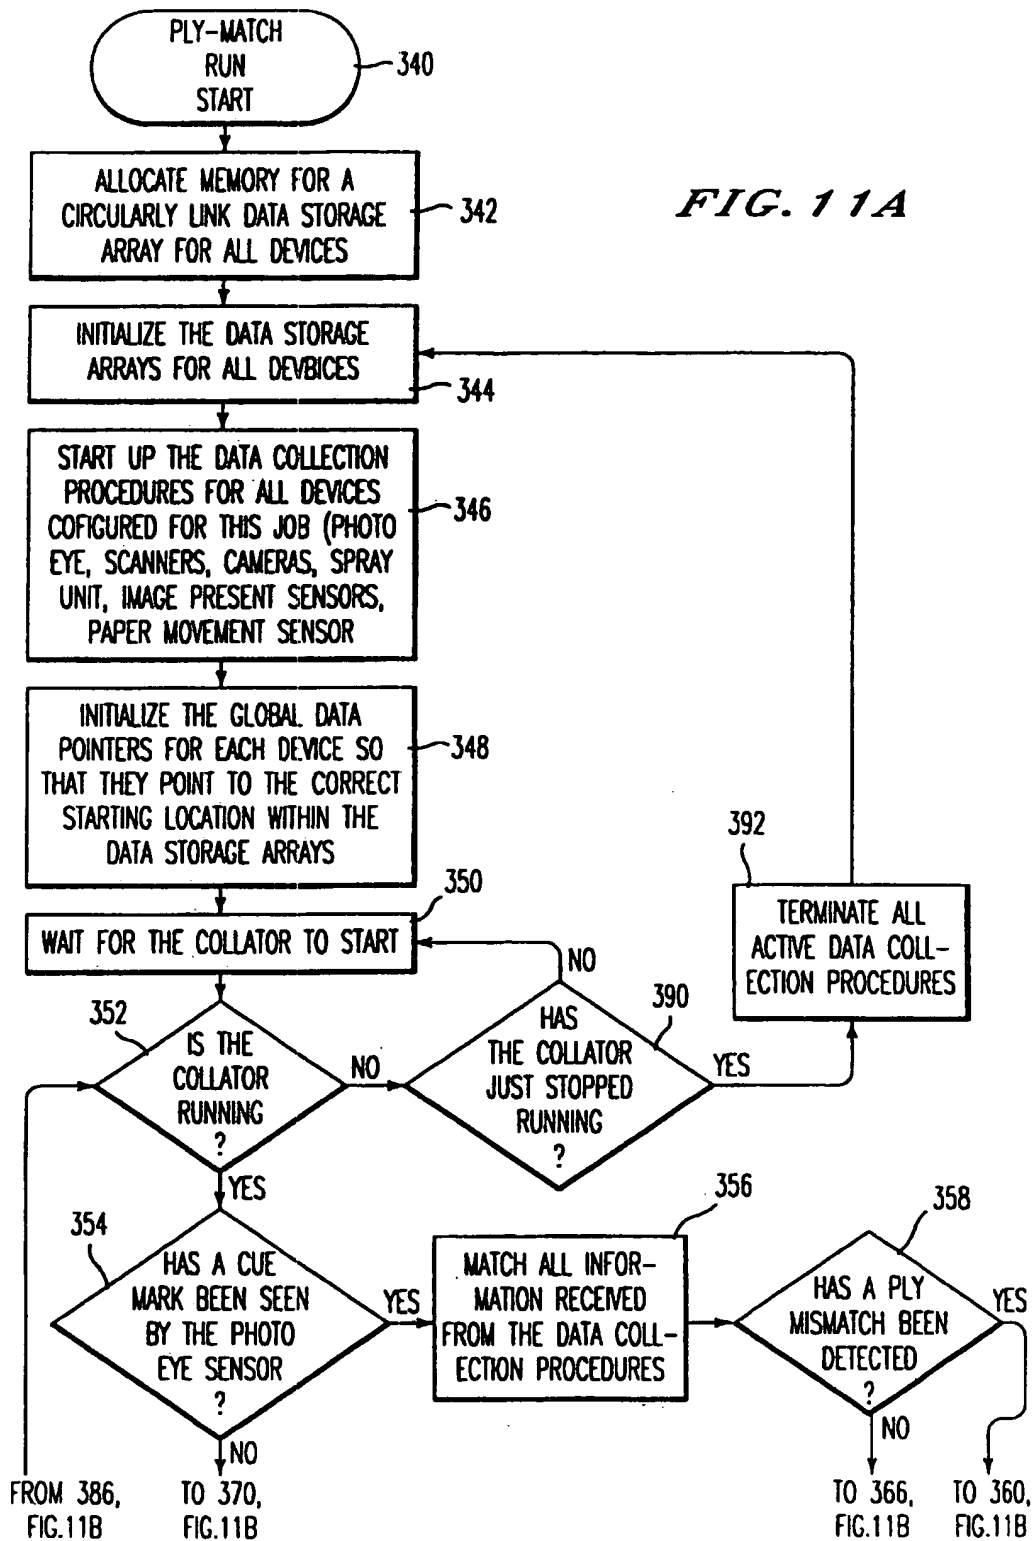 PLY-MATCH
RUN
START
340
ALLOCATE MEMORY FOR A
CIRCULARLY LINK DATA STORAGE
ARRAY FOR ALL DEVICES
342
FIG. 11A
INITIALIZE THE DATA STORAGE
ARRAYS FOR ALL DEVBICES
344
START UP THE DATA COLLECTION
PROCEDURES FOR ALL DEVICES
COFIGURED FOR THIS JOB (PHOTO
EYE, SCANNERS, CAMERAS, SPRAY
UNIT, IMAGE PRESENT SENSORS,
PAPER MOVEMENT SENSOR
346
INITIALIZE THE GLOBAL DATA
POINTERS FOR EACH DEVICE SO
THAT THEY POINT TO THE CORRECT
STARTING LOCATION WITHIN THE
DATA STORAGE ARRAYS
348
392
TERMINATE ALL
ACTIVE DATA COLL-
ECTION PROCEDURES
350
WAIT FOR THE COLLATOR TO START
352
IS THE
COLLATOR
RUNNING
?
NO
YES
390
HAS
THE COLLATOR
JUST STOPPED
RUNNING
?
NO
YES
354
HAS A CUE
MARK BEEN SEEN
BY THE PHOTO
EYE SENSOR
?
YES
NO
356
MATCH ALL INFOR-
MATION RECEIVED
FROM THE DATA COLL-
ECTION PROCEDURES
358
HAS A PLY
MISMATCH BEEN
DETECTED
?
YES
NO
FROM 386,
FIG.11B
TO 370,
FIG.11B
TO 366,
FIG.11B
TO 360,
FIG.11B